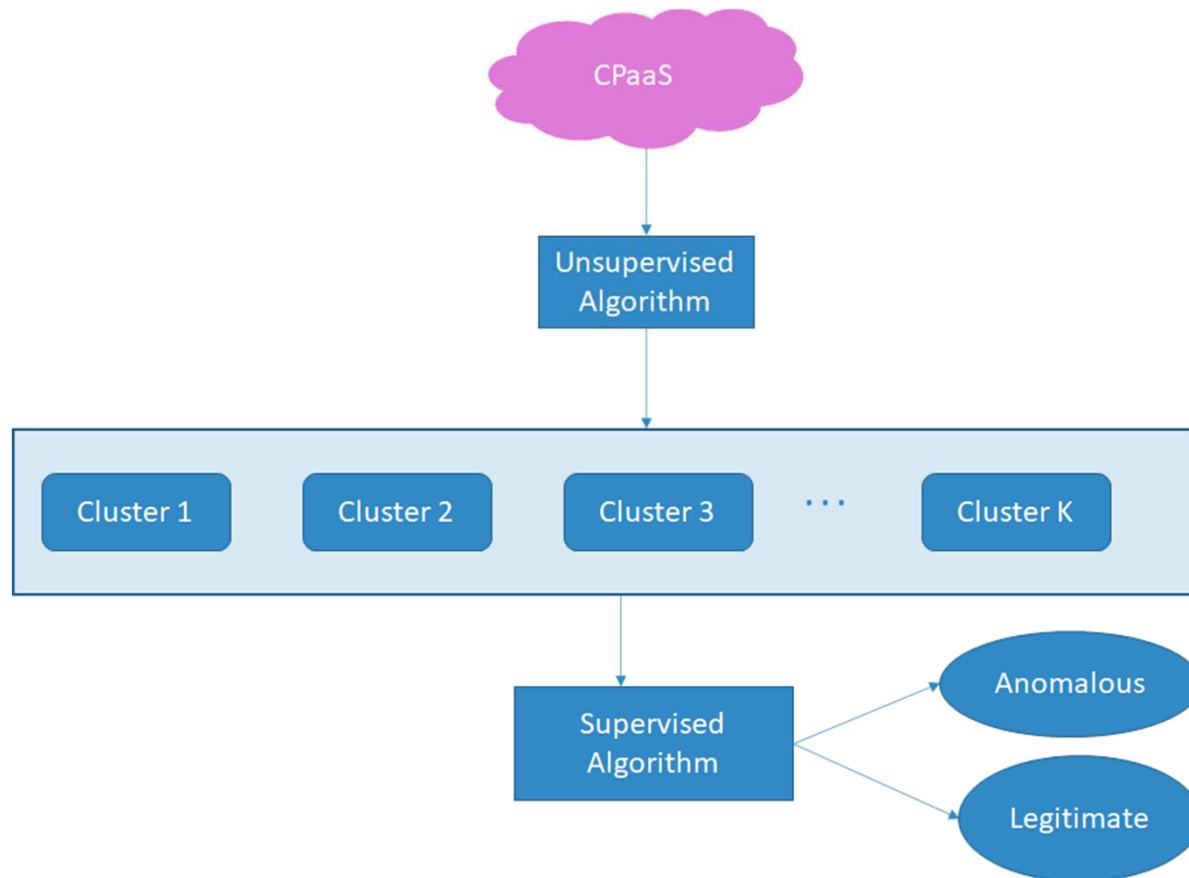 CPaaS
Unsupervised
Algorithm
Cluster 1
Cluster 2
Cluster 3
...
Cluster K
Supervised
Algorithm
Anomalous
Legitimate